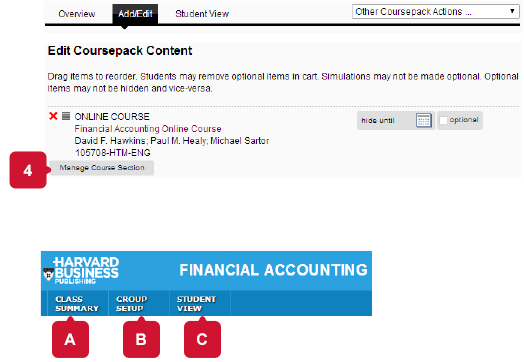 Overview Add/Edit Student View Other Coursepack Actions ...
Edit Coursepack Content
Drag items to reorder. Students may remove optional items in cart. Simulations may not be made optional. Optional
items may not be hidden and vice-versa.
ONLINE COURSE
hide until optional
Financial Accounting Online Course
David F. Hawkins; Paul M. Healy; Michael Sartor
105708-HTM-ENG
4 Manage Course Section
HARVARD
BUSINESS
PUBLISHING
FINANCIAL ACCOUNTING
CLASS
SUMMARY
GROUP
SETUP
STUDENT
VIEW
A B C